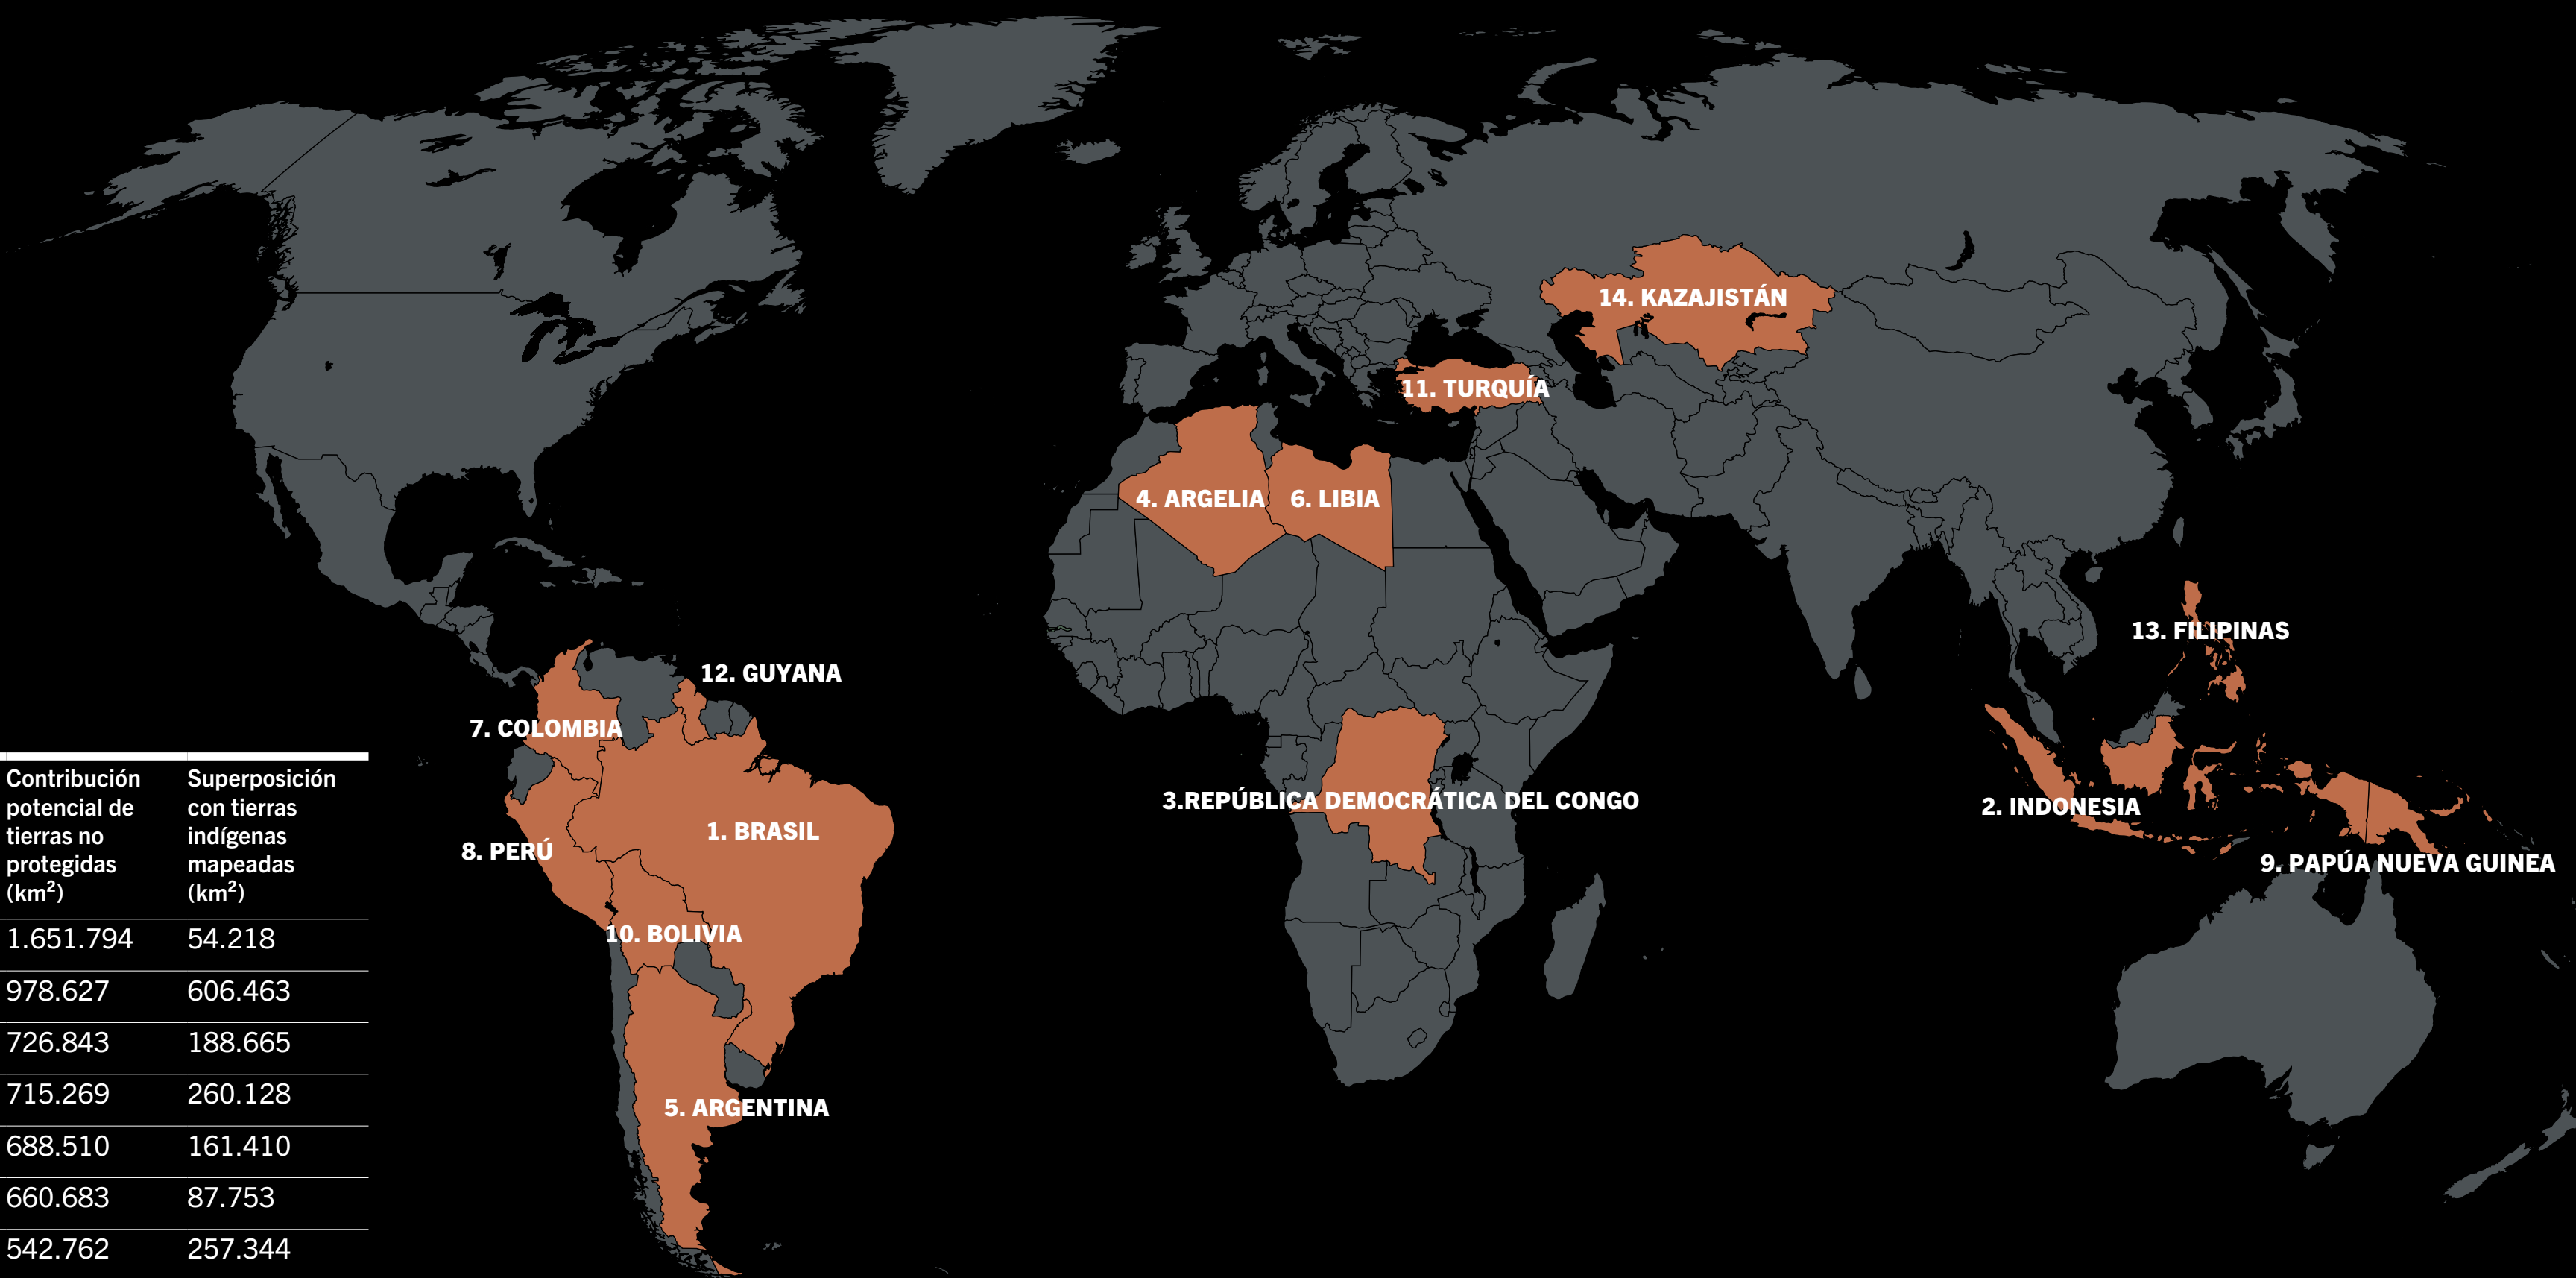 14. KAZAJISTÁN
11. TURQUÍA
4. ARGELIA
6. LIBIA
13. FILIPINAS
12. GUYANA
7. COLOMBIA
3.REPÚBLICA DEMOCRÁTICA DEL CONGO
2. INDONESIA
1. BRASIL
8. PERÚ
9. PAPÚA NUEVA GUINEA
10. BOLIVIA
5. ARGENTINA
Contribución
potencial de
tierras no
protegidas
(km²)
Superposición
con tierras
indígenas
mapeadas
(km²)
1.651.794 54.218
978.627 606.463
726.843 188.665
715.269 260.128
688.510 161.410
660.683 87.753
542.762 257.344